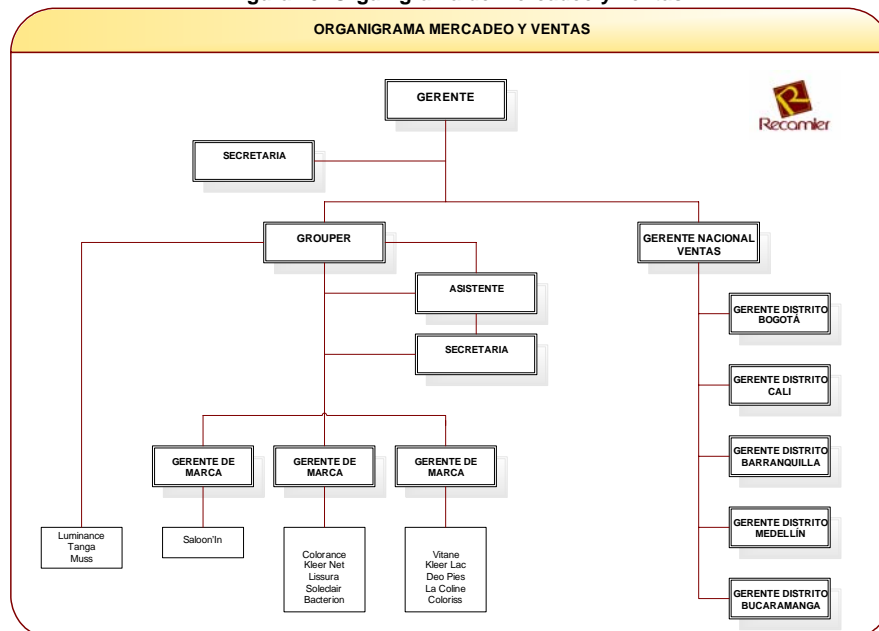 ORGANIGRAMA MERCADEO Y VENTAS
GERENTE
Recamier
SECRETARIA
GROUPER
GERENTE NACIONAL
VENTAS
ASISTENTE
SECRETARIA
GERENTE DISTRITO
BOGOTÁ
GERENTE DISTRITO
CALI
GERENTE DISTRITO
BARRANQUILLA
GERENTE DISTRITO
MEDELLÍN
GERENTE DISTRITO
BUCARAMANGA
GERENTE DE
MARCA
GERENTE DE
MARCA
GERENTE DE
MARCA
Luminance
Tanga
Muss
Saloon'In
Colorance
Kleer Net
Lissura
Soleclair
Bacterion
Vitane
Kleer Lac
Deo Pies
La Coline
Coloriss